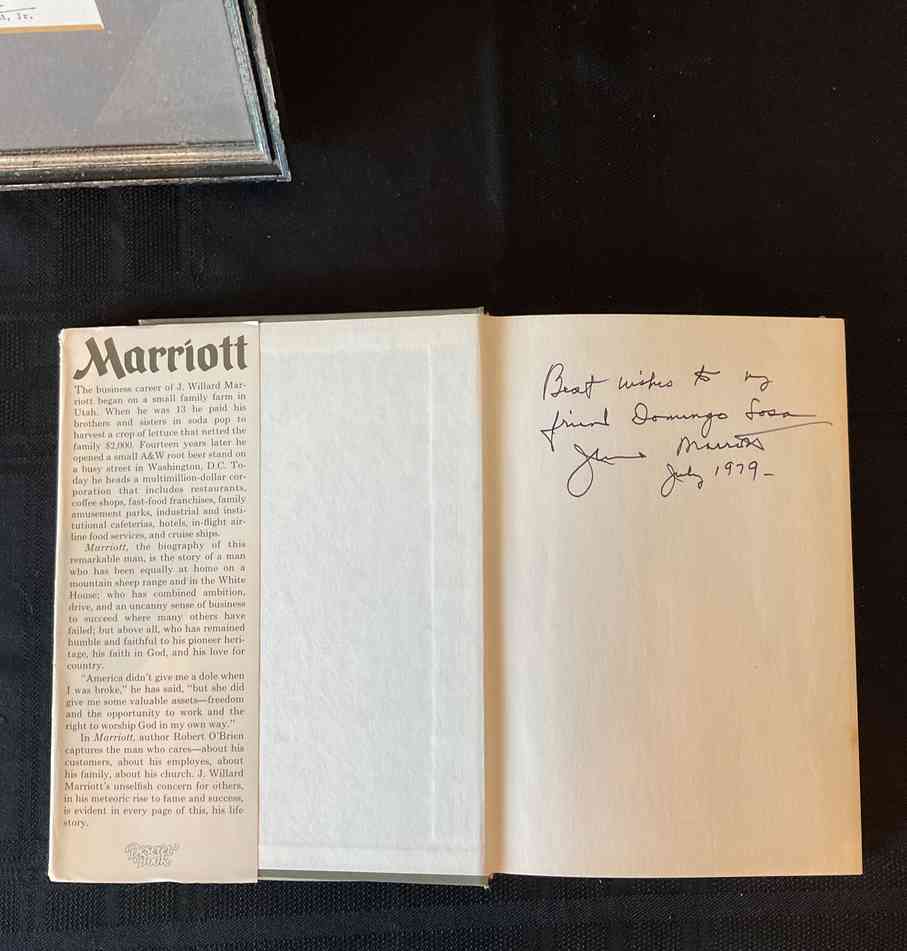 d, Jr.
Marriott
The business career of J. Willard Mar-
riott began on a small family farm in
Utah. When he was 13 he paid his
brothers and sisters in soda pop to
harvest a crop of lettuce that netted the
family $2,000. Fourteen years later he
opened a small A&W root beer stand on
a busy street in Washington, D.C. To-
day he heads a multimillion-dollar cor-
poration that includes restaurants,
coffee shops, fast-food franchises, family
amusement parks, industrial and insti-
tutional cafeterias, hotels, in-flight air-
line food services, and cruise ships.
Marriott, the biography of this
remarkable man, is the story of a man
who has been equally at home on a
mountain sheep range and in the White
House; who has combined ambition,
drive, and an uncanny sense of business
to succeed where many others have
failed; but above all, who has remained
humble and faithful to his pioneer heri-
tage, his faith in God, and his love for
country.
“America didn’t give me a dole when
I was broke,” he has said, “but she did
give me some valuable assets—freedom
and the opportunity to work and the
right to worship God in my own way.”
In Marriott, author Robert O’Brien
captures the man who cares—about his
customers, about his employes, about
his family, about his church. J. Willard
Marriott’s unselfish concern for others,
in his meteoric rise to fame and success,
is evident in every page of this, his life
story.
Deseret
Book
Best wishes to my
friend Domingo Sosa
Marriott
July 1979-